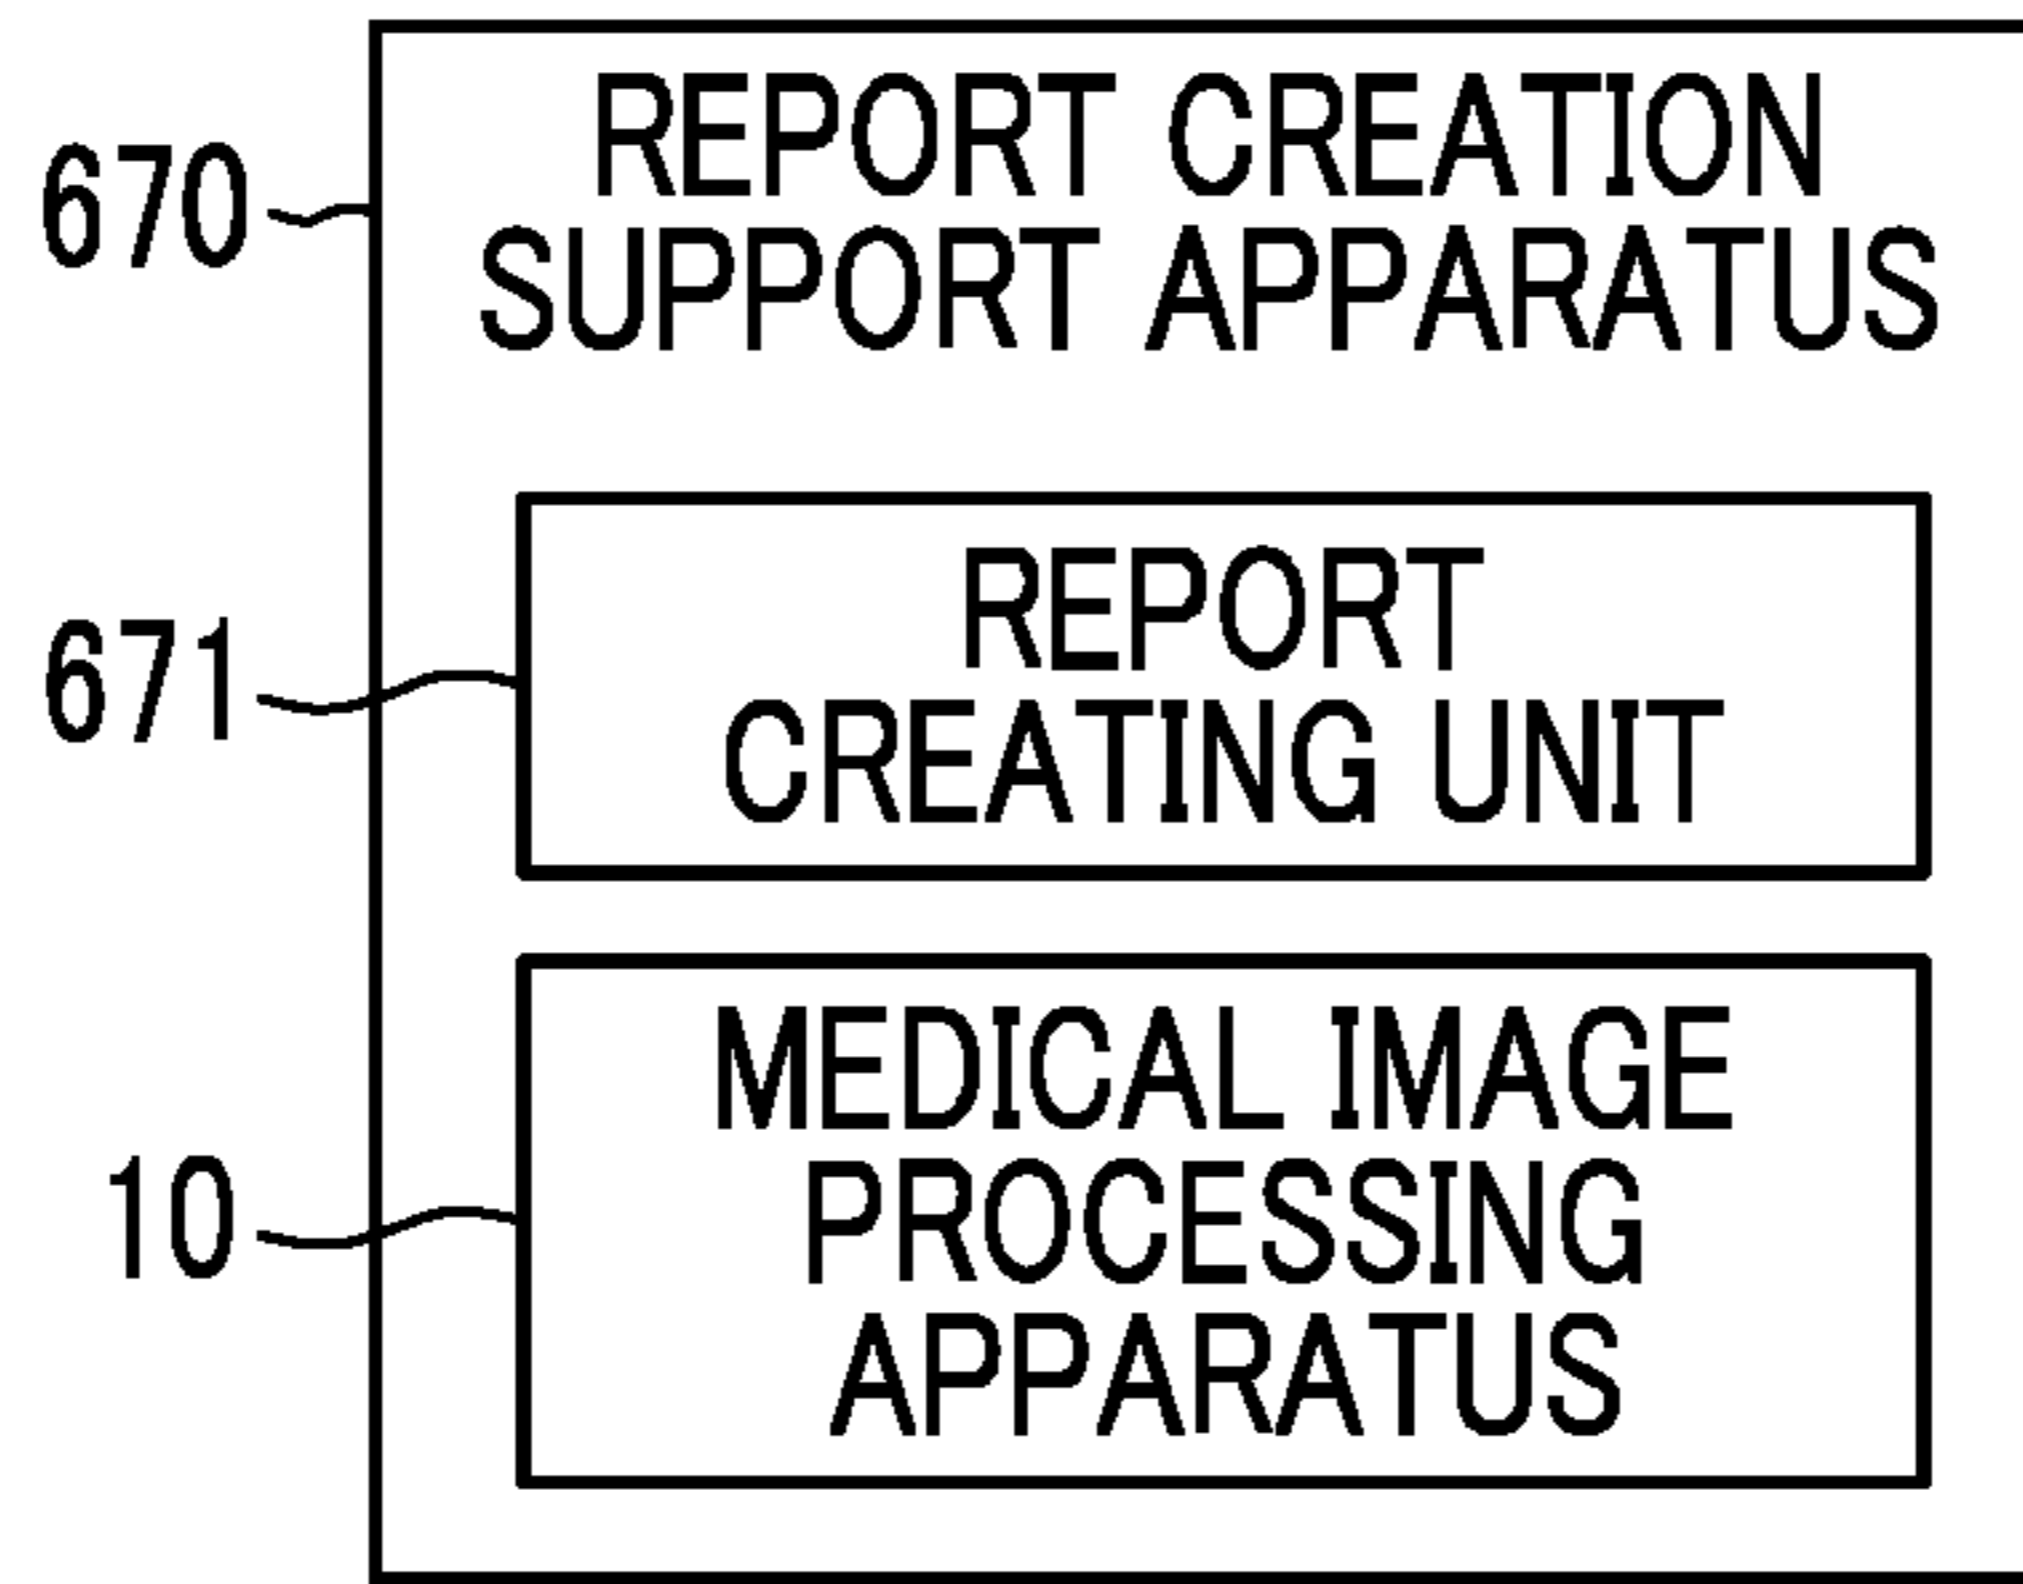 REPORT CREATION
670
SUPPORT APPARATUS
REPORT
671
CREATING UNIT
MEDICAL IMAGE
10
PROCESSING
APPARATUS